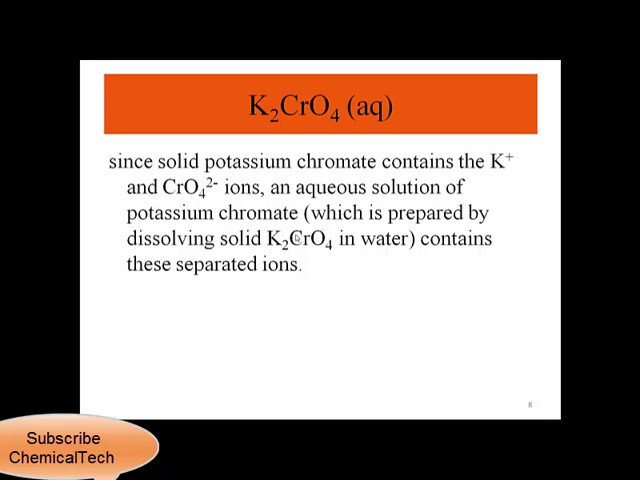 K₂CrO₄ (aq)
since solid potassium chromate contains the K⁺
and CrO₄²⁻ ions, an aqueous solution of
potassium chromate (which is prepared by
dissolving solid K₂CrO₄ in water) contains
these separated ions.
8
Subscribe
ChemicalTech